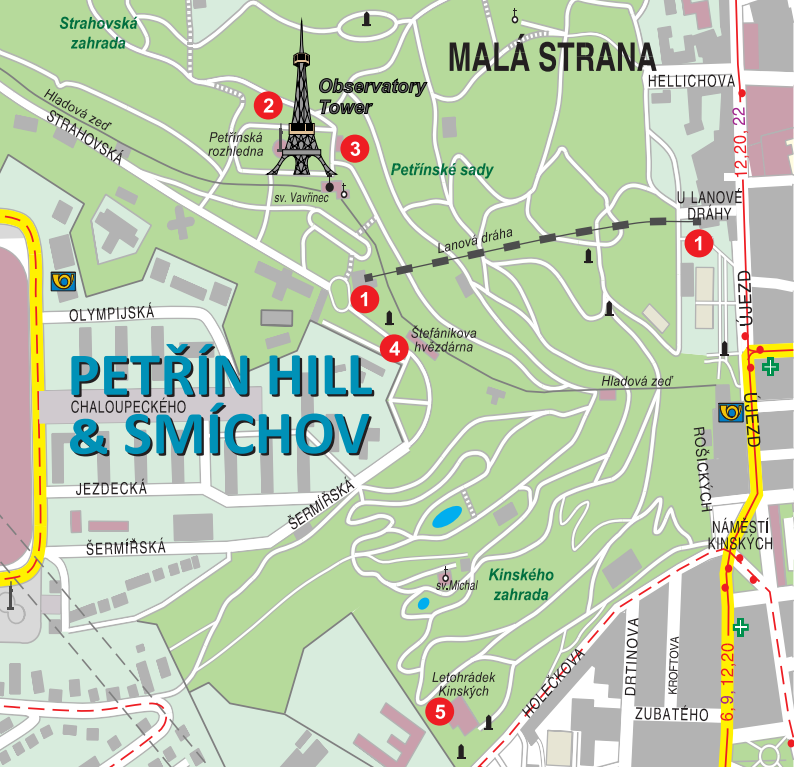 Strahovská
zahrada
MALÁ STRANA
HELLICHOVA
Observatory
Tower
2
Hladová zeď
STRAHOVSKÁ
Petřínská
rozhledna
3
12,20, 22
Petřínské sady
sv. Vavřinec
U LANOVÉ
DRÁHY
Lanová dráha
1
1
ÚJEZD
OLYMPIJSKÁ
4
Štefánikova
hvězdárna
PETŘÍN HILL
Hladová zeď
CHALOUPECKÉHO
& SMÍCHOV
ÚJEZD
ROŠICKÝCH
JEZDECKÁ
ŠERMÍŘSKÁ
NÁMĚSTÍ
KINSKÝCH
ŠERMÍŘSKÁ
Kinského
zahrada
sv.Michal
DRTINOVA
KROFTOVA
Letohrádek
Kinských
HOLEČKOVA
5
ZUBATÉHO
6, 9, 12,20